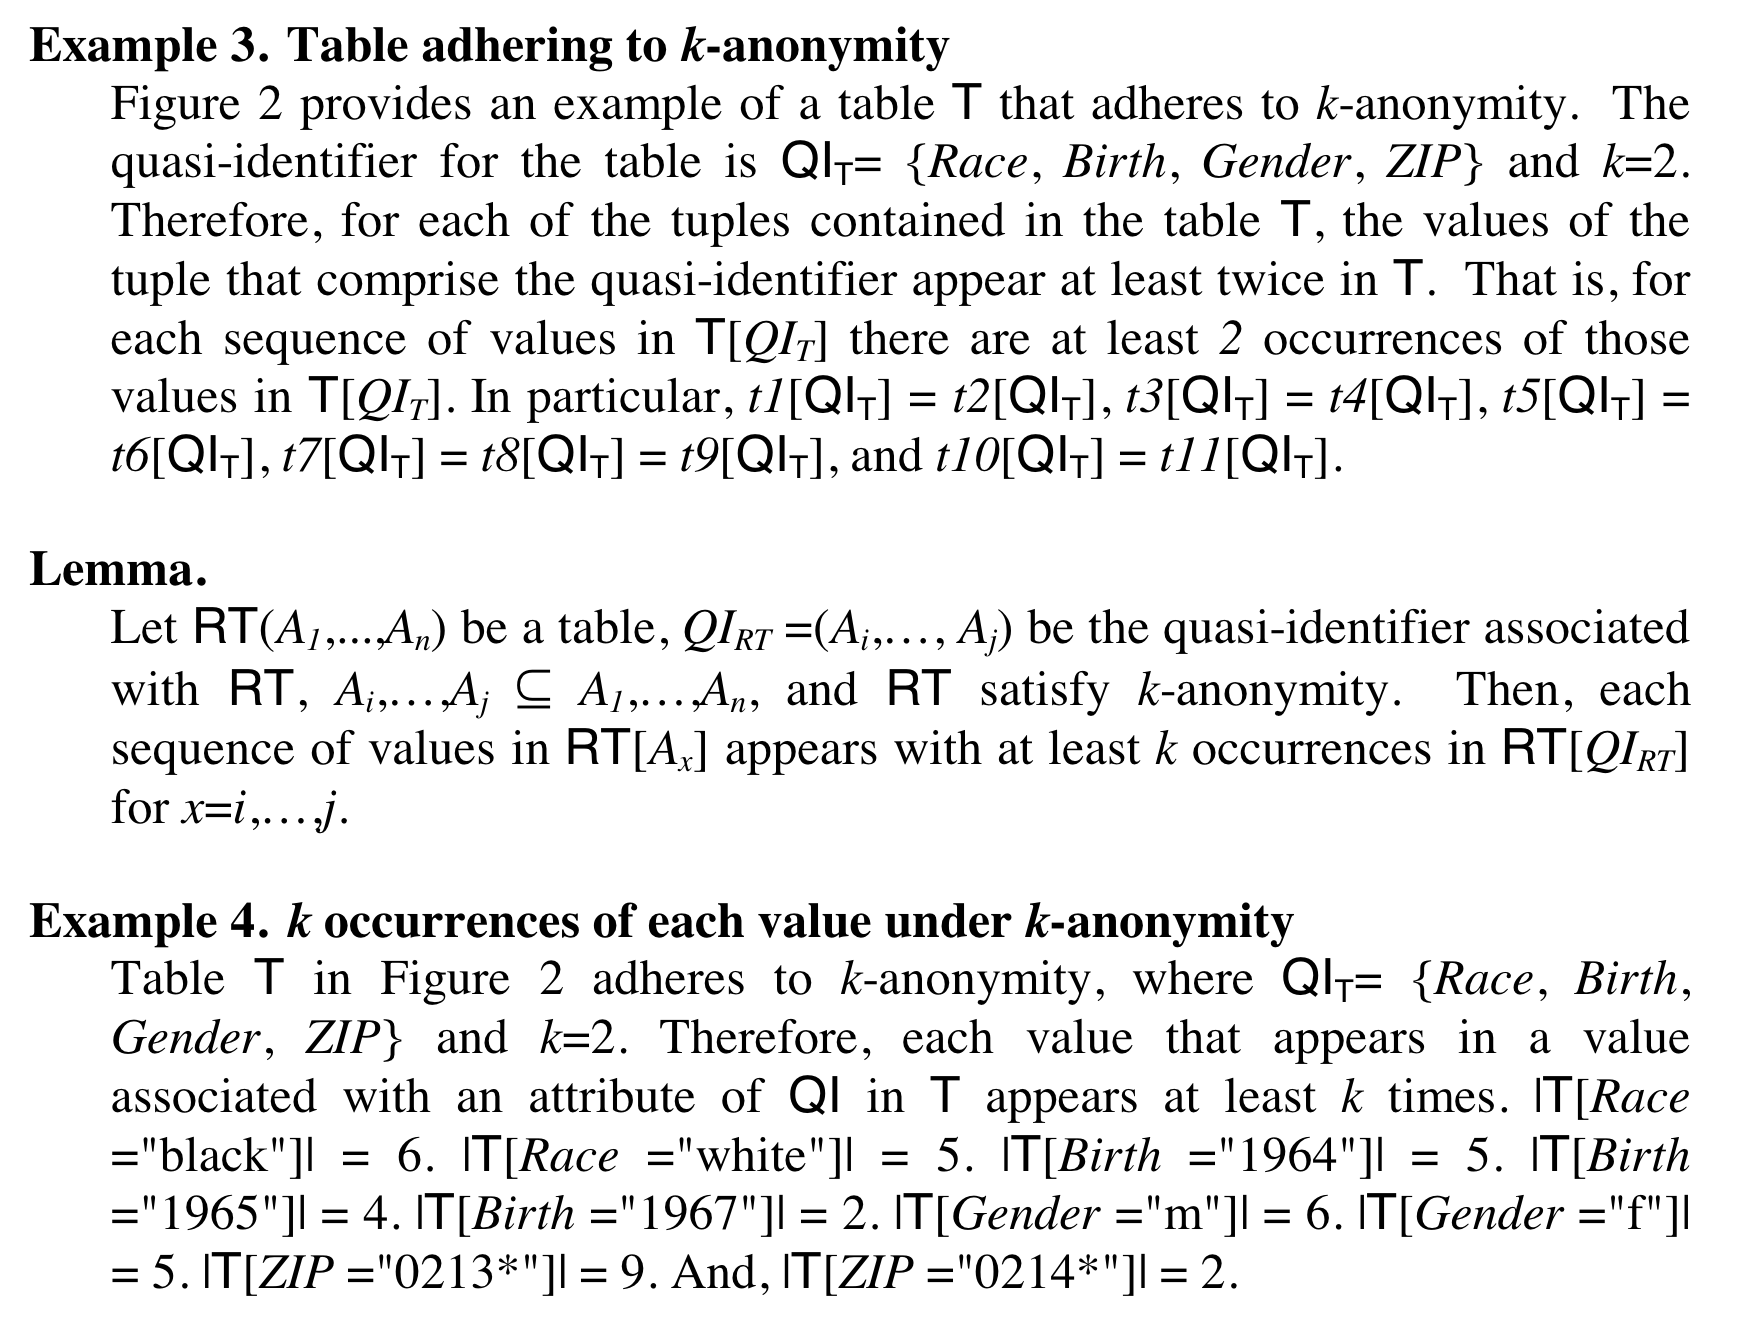 Example 3. Table adhering to k-anonymity
Figure 2 provides an example of a table T that adheres to k-anonymity. The
quasi-identifier for the table is QI_T= {Race, Birth, Gender, ZIP} and k=2.
Therefore, for each of the tuples contained in the table T, the values of the
tuple that comprise the quasi-identifier appear at least twice in T. That is, for
each sequence of values in T[QI_T] there are at least 2 occurrences of those
values in T[QI_T]. In particular, t1[QI_T] = t2[QI_T], t3[QI_T] = t4[QI_T], t5[QI_T] =
t6[QI_T], t7[QI_T] = t8[QI_T] = t9[QI_T], and t10[QI_T] = t11[QI_T].
Lemma.
Let RT(A_1,...,A_n) be a table, QI_RT =(A_i,…, A_j) be the quasi-identifier associated
with RT, A_i,…,A_j ⊆ A_1,…,A_n, and RT satisfy k-anonymity. Then, each
sequence of values in RT[A_x] appears with at least k occurrences in RT[QI_RT]
for x=i,…,j.
Example 4. k occurrences of each value under k-anonymity
Table T in Figure 2 adheres to k-anonymity, where QI_T= {Race, Birth,
Gender, ZIP} and k=2. Therefore, each value that appears in a value
associated with an attribute of QI in T appears at least k times. |T[Race
="black"]| = 6. |T[Race ="white"]| = 5. |T[Birth ="1964"]| = 5. |T[Birth
="1965"]| = 4. |T[Birth ="1967"]| = 2. |T[Gender ="m"]| = 6. |T[Gender ="f"]|
= 5. |T[ZIP ="0213*"]| = 9. And, |T[ZIP ="0214*"]| = 2.